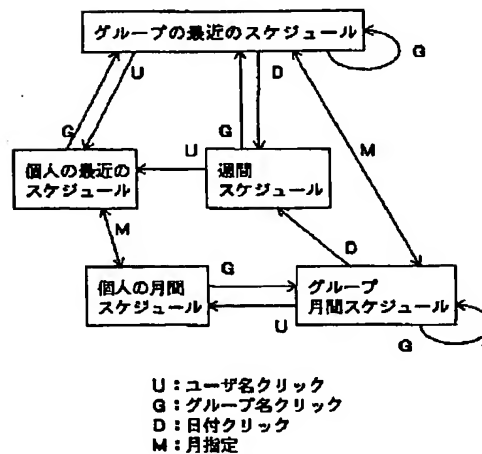 グループの最近のスケジュール
G
U
D
G
G
M
U
個人の最近の
スケジュール
週間
スケジュール
M
D
個人の月間
スケジュール
G
グループ
月間スケジュール
U
G
U：ユーザ名クリック
G：グループ名クリック
D：日付クリック
M：月指定